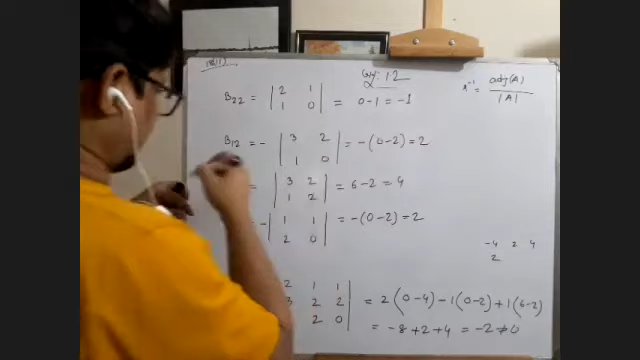 GY: 12
A⁻¹ = adj(A) / |A|
B₂₂ = | 2 1 | = 0-1 = -1
| 1 0 |
B₁₂ = - | 3 2 | = -(0-2) = 2
| 1 0 |
= | 3 2 | = 6-2 = 4
| 1 2 |
- | 1 1 | = -(0-2) = 2
| 2 0 |
-4 2 4
2
2 1 1 |
3 2 2 | = 2(0-4) -1(0-2) +1(6-2)
2 0 |
= -8+2+4 = -2≠0